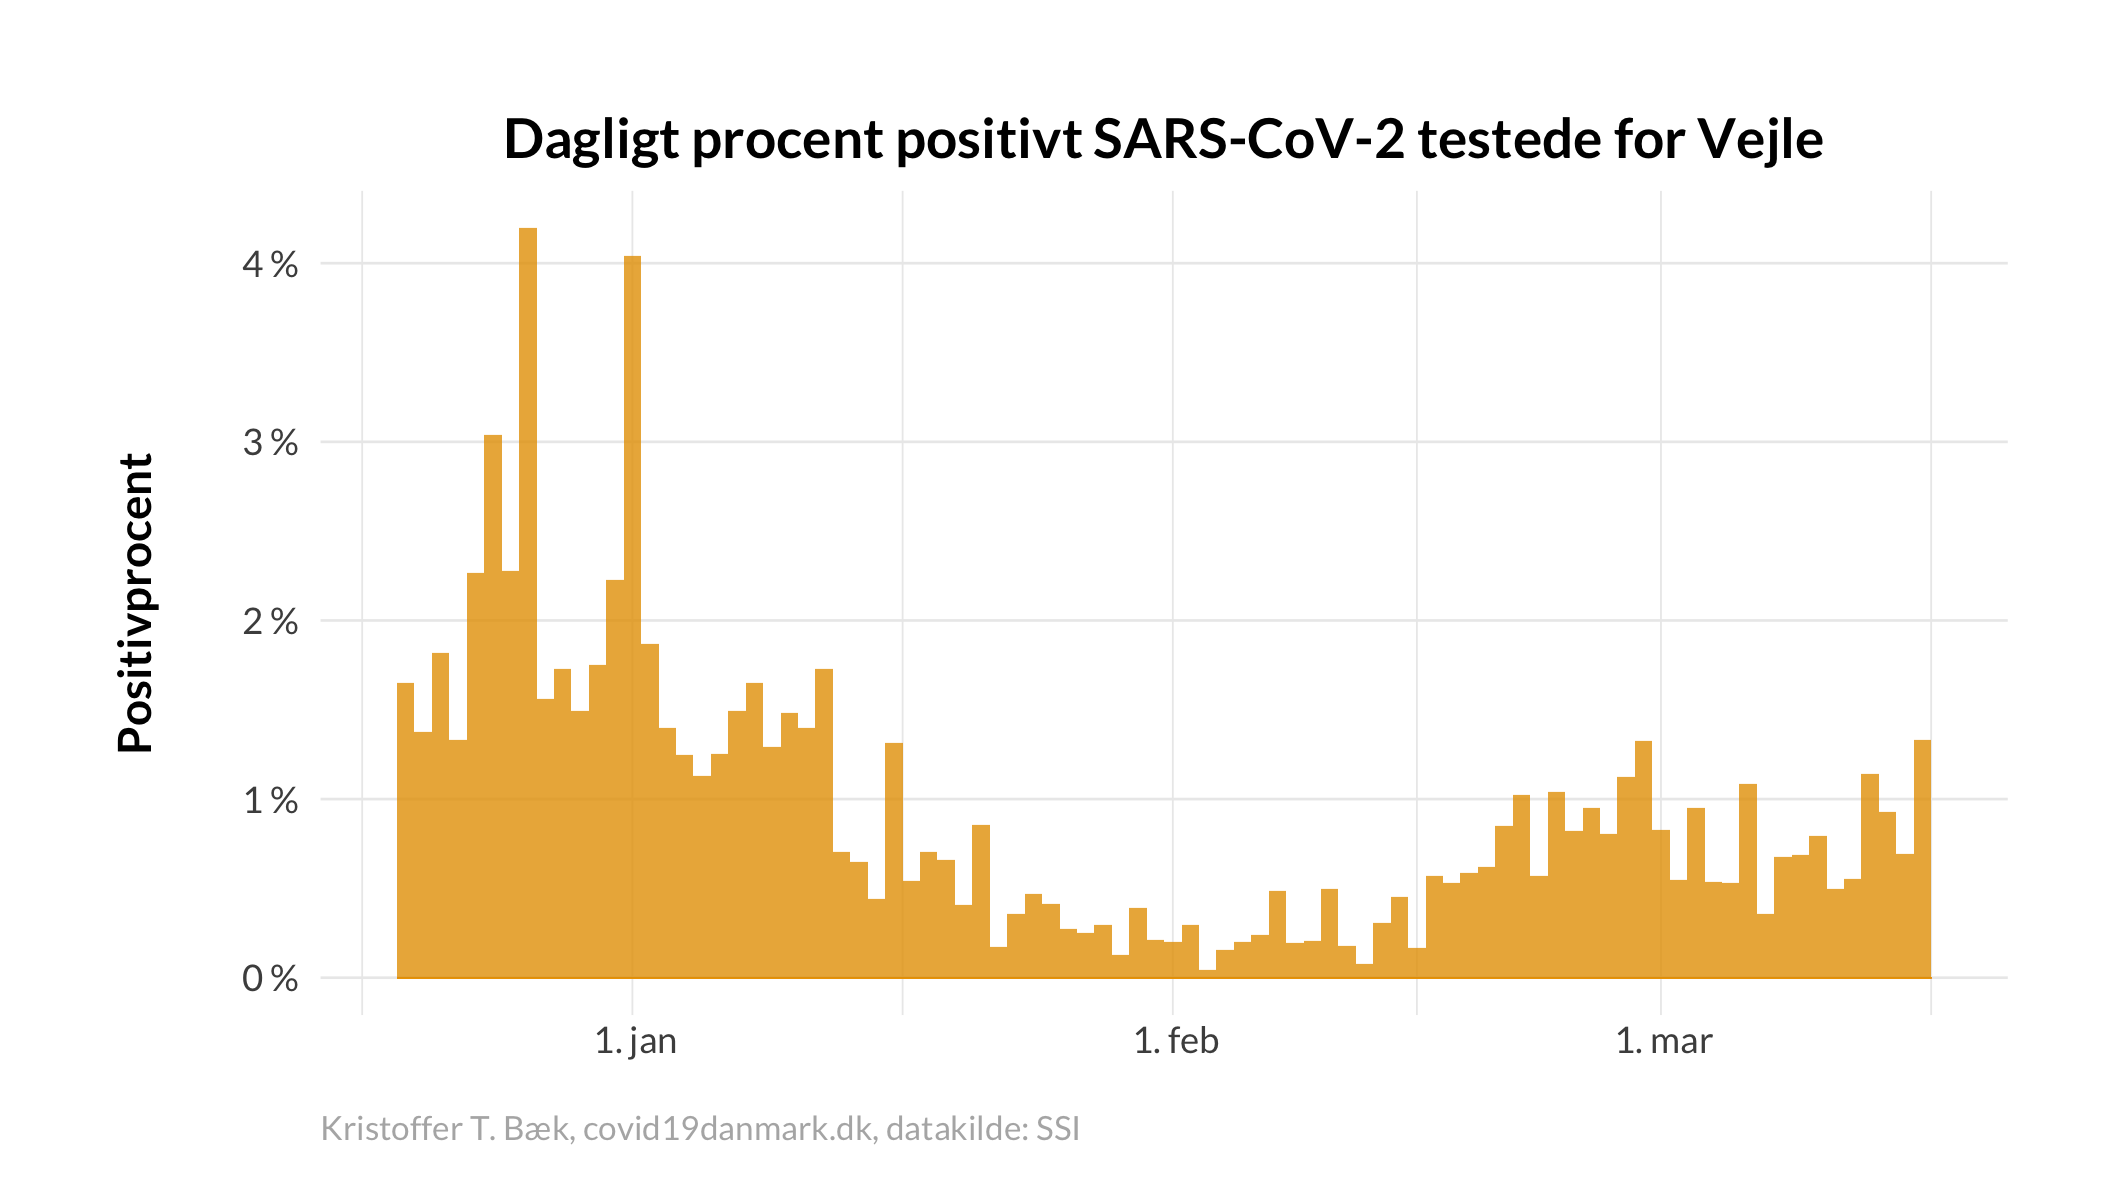 Dagligt procent positivt SARS-CoV-2 testede for Vejle
Positivprocent
4 %
3 %
2 %
1 %
0 %
1. jan
1. feb
1. mar
Kristoffer T. Bæk, covid19danmark.dk, datakilde: SSI